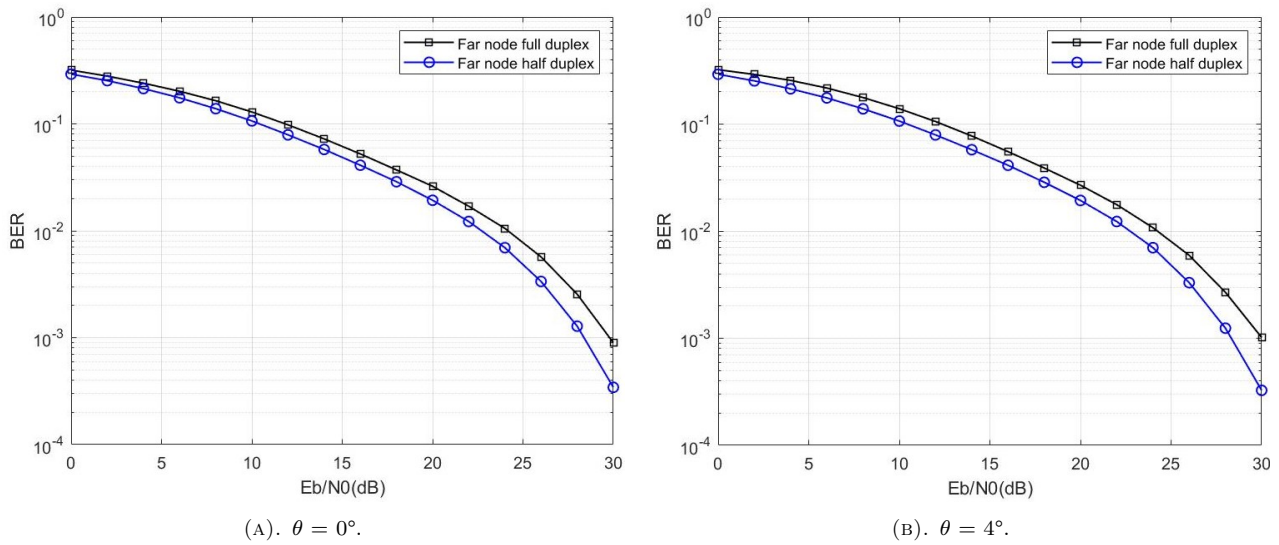 10^0
10^-1
10^-2
10^-3
10^-4
BER
0 5 10 15 20 25 30
Eb/N0(dB)
Far node full duplex
Far node half duplex
(A). θ = 0°.
10^0
10^-1
10^-2
10^-3
10^-4
BER
0 5 10 15 20 25 30
Eb/N0(dB)
Far node full duplex
Far node half duplex
(B). θ = 4°.